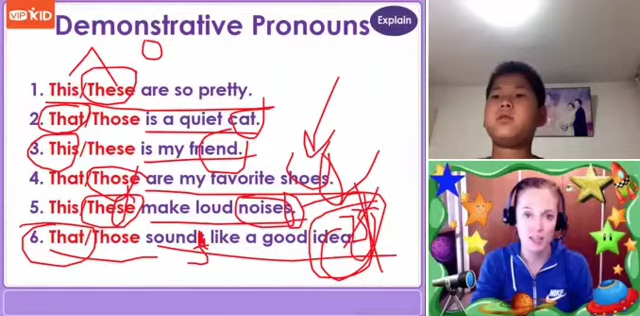 VIPKID
Demonstrative Pronouns
Explain
1. This/These are so pretty.
2. That/Those is a quiet cat.
3. This/These is my friend.
4. That/Those are my favorite shoes.
5. This/These make loud noises.
6. That/Those sounds like a good idea.
NIKE